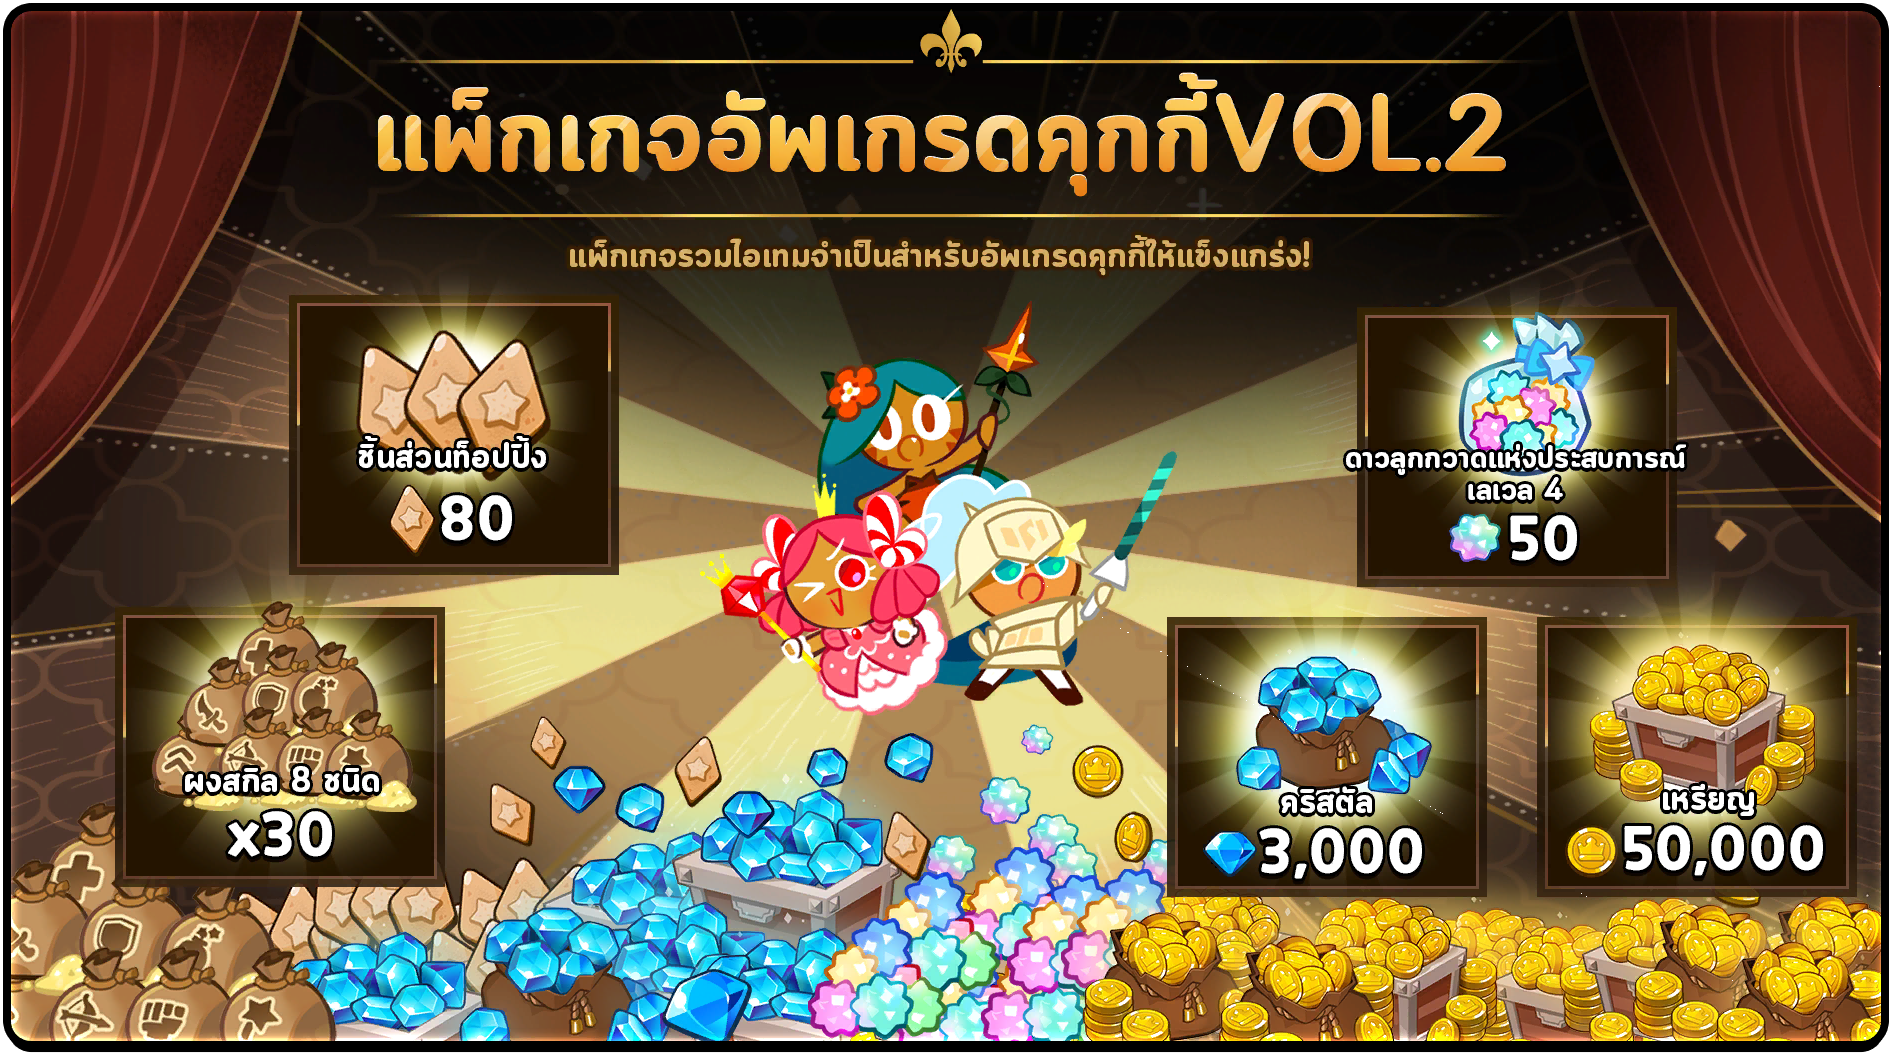 แพ็กเกจอัพเกรดคุกกี้VOL.2
แพ็กเกจรวมไอเทมจำเป็นสำหรับอัพเกรดคุกกี้ให้แข็งแกร่ง!
ชิ้นส่วนท็อปปิ้ง
80
ดาวลูกกวาดแห่งประสบการณ์
เลเวล 4
50
ผงสกิล 8 ชนิด
x30
คริสตัล
3,000
เหรียญ
50,000